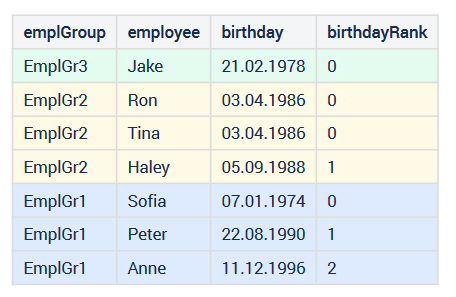 emplGroup employee birthday birthdayRank
EmplGr3 Jake 21.02.1978 0
EmplGr2 Ron 03.04.1986 0
EmplGr2 Tina 03.04.1986 0
EmplGr2 Haley 05.09.1988 1
EmplGr1 Sofia 07.01.1974 0
EmplGr1 Peter 22.08.1990 1
EmplGr1 Anne 11.12.1996 2